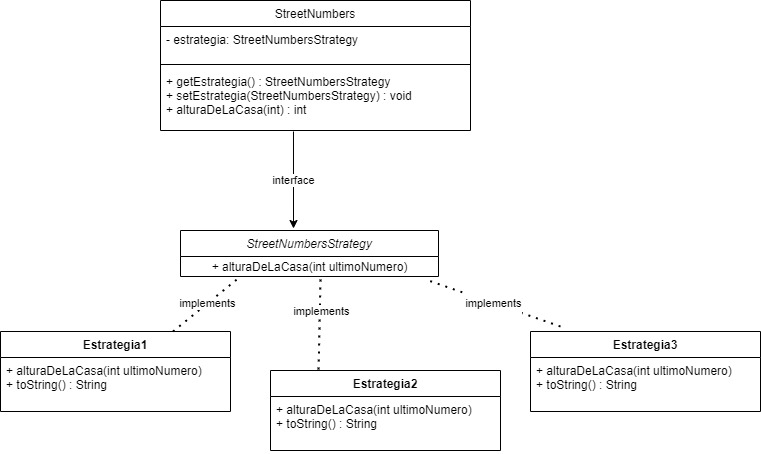 StreetNumbers
- estrategia: StreetNumbersStrategy
+ getEstrategia() : StreetNumbersStrategy
+ setEstrategia(StreetNumbersStrategy) : void
+ alturaDeLaCasa(int) : int
interface
StreetNumbersStrategy
+ alturaDeLaCasa(int ultimoNumero)
implements
implements
implements
Estrategia1
+ alturaDeLaCasa(int ultimoNumero)
+ toString() : String
Estrategia2
+ alturaDeLaCasa(int ultimoNumero)
+ toString() : String
Estrategia3
+ alturaDeLaCasa(int ultimoNumero)
+ toString() : String